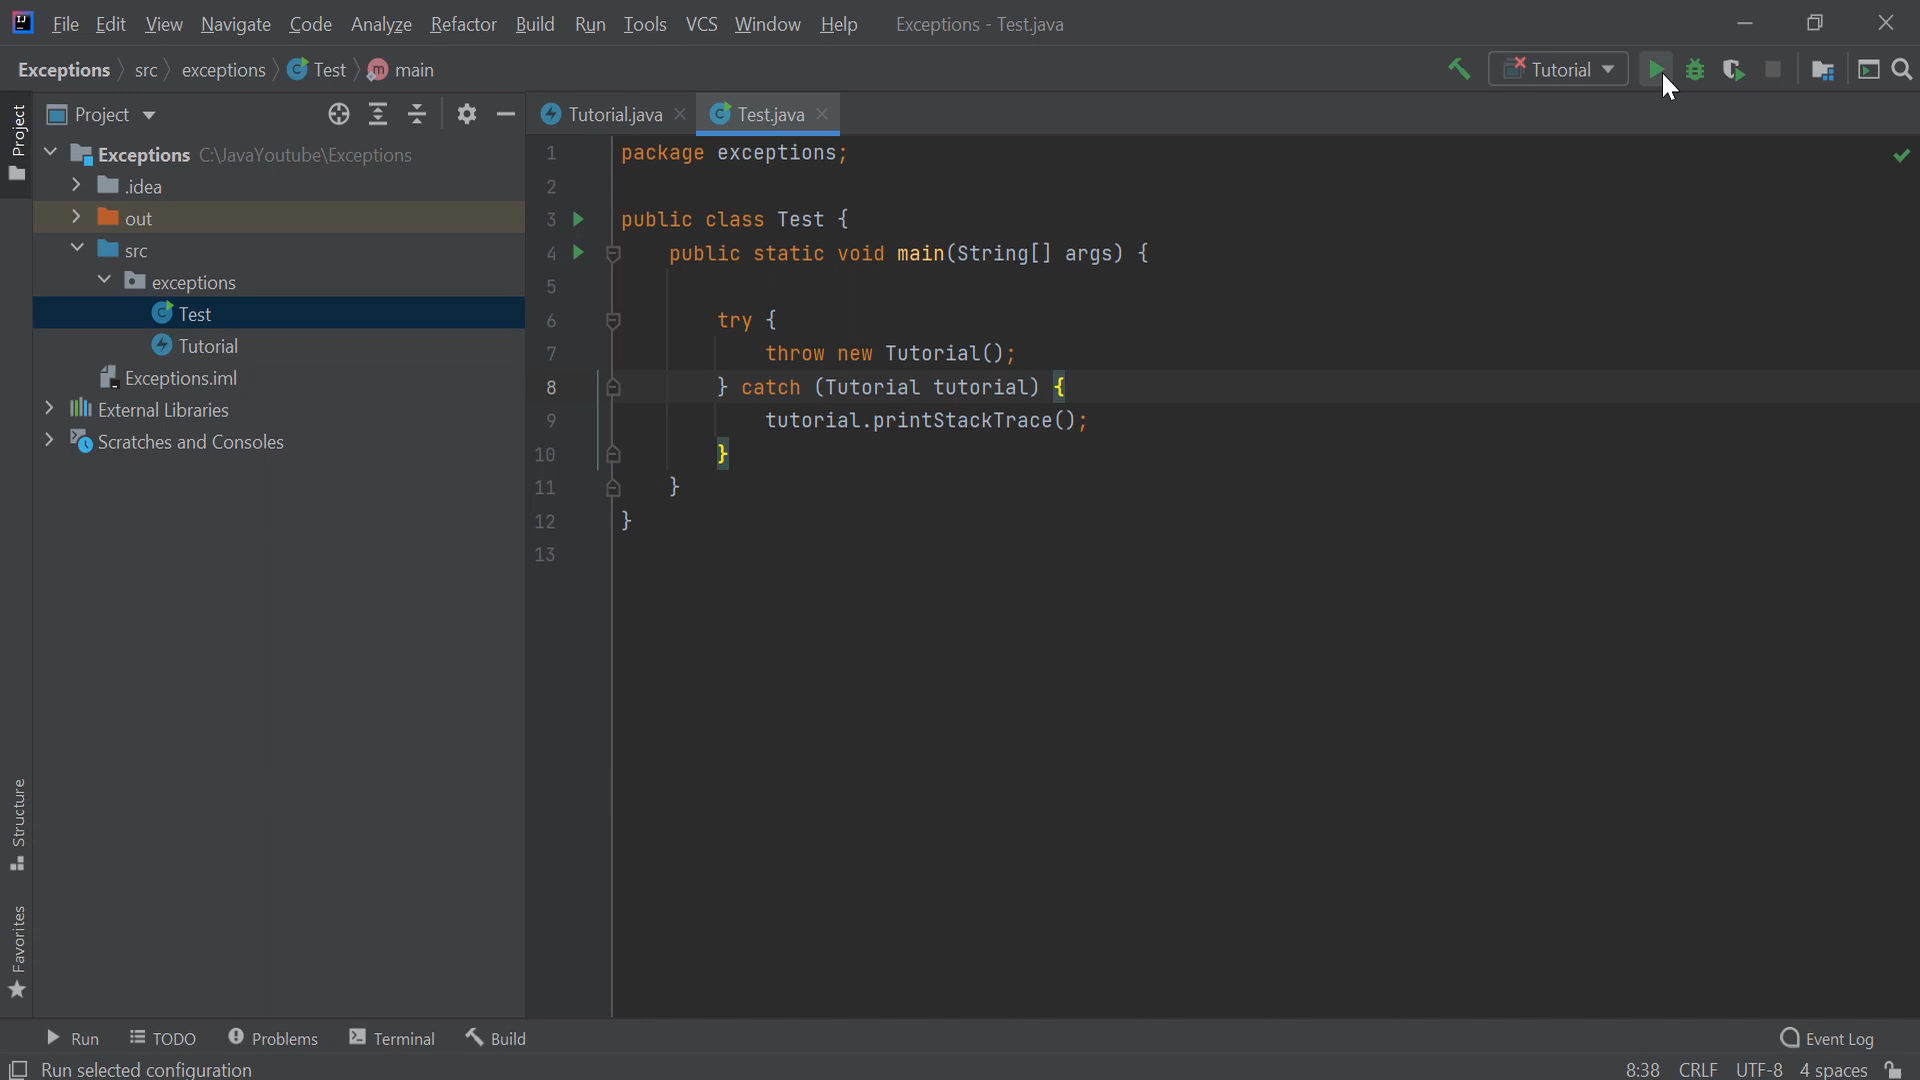 File Edit View Navigate Code Analyze Refactor Build Run Tools VCS Window Help Exceptions - Test.java
Exceptions src exceptions Test main
Tutorial
Project
Project
Tutorial.java Test.java
Exceptions C:\JavaYoutube\Exceptions
.idea
out
src
exceptions
Test
Tutorial
Exceptions.iml
External Libraries
Scratches and Consoles
1 package exceptions;
2
3 public class Test {
4 public static void main(String[] args) {
5
6 try {
7 throw new Tutorial();
8 } catch (Tutorial tutorial) {
9 tutorial.printStackTrace();
10 }
11 }
12 }
13
Structure
Favorites
Run TODO Problems Terminal Build Event Log
Run selected configuration 8:38 CRLF UTF-8 4 spaces